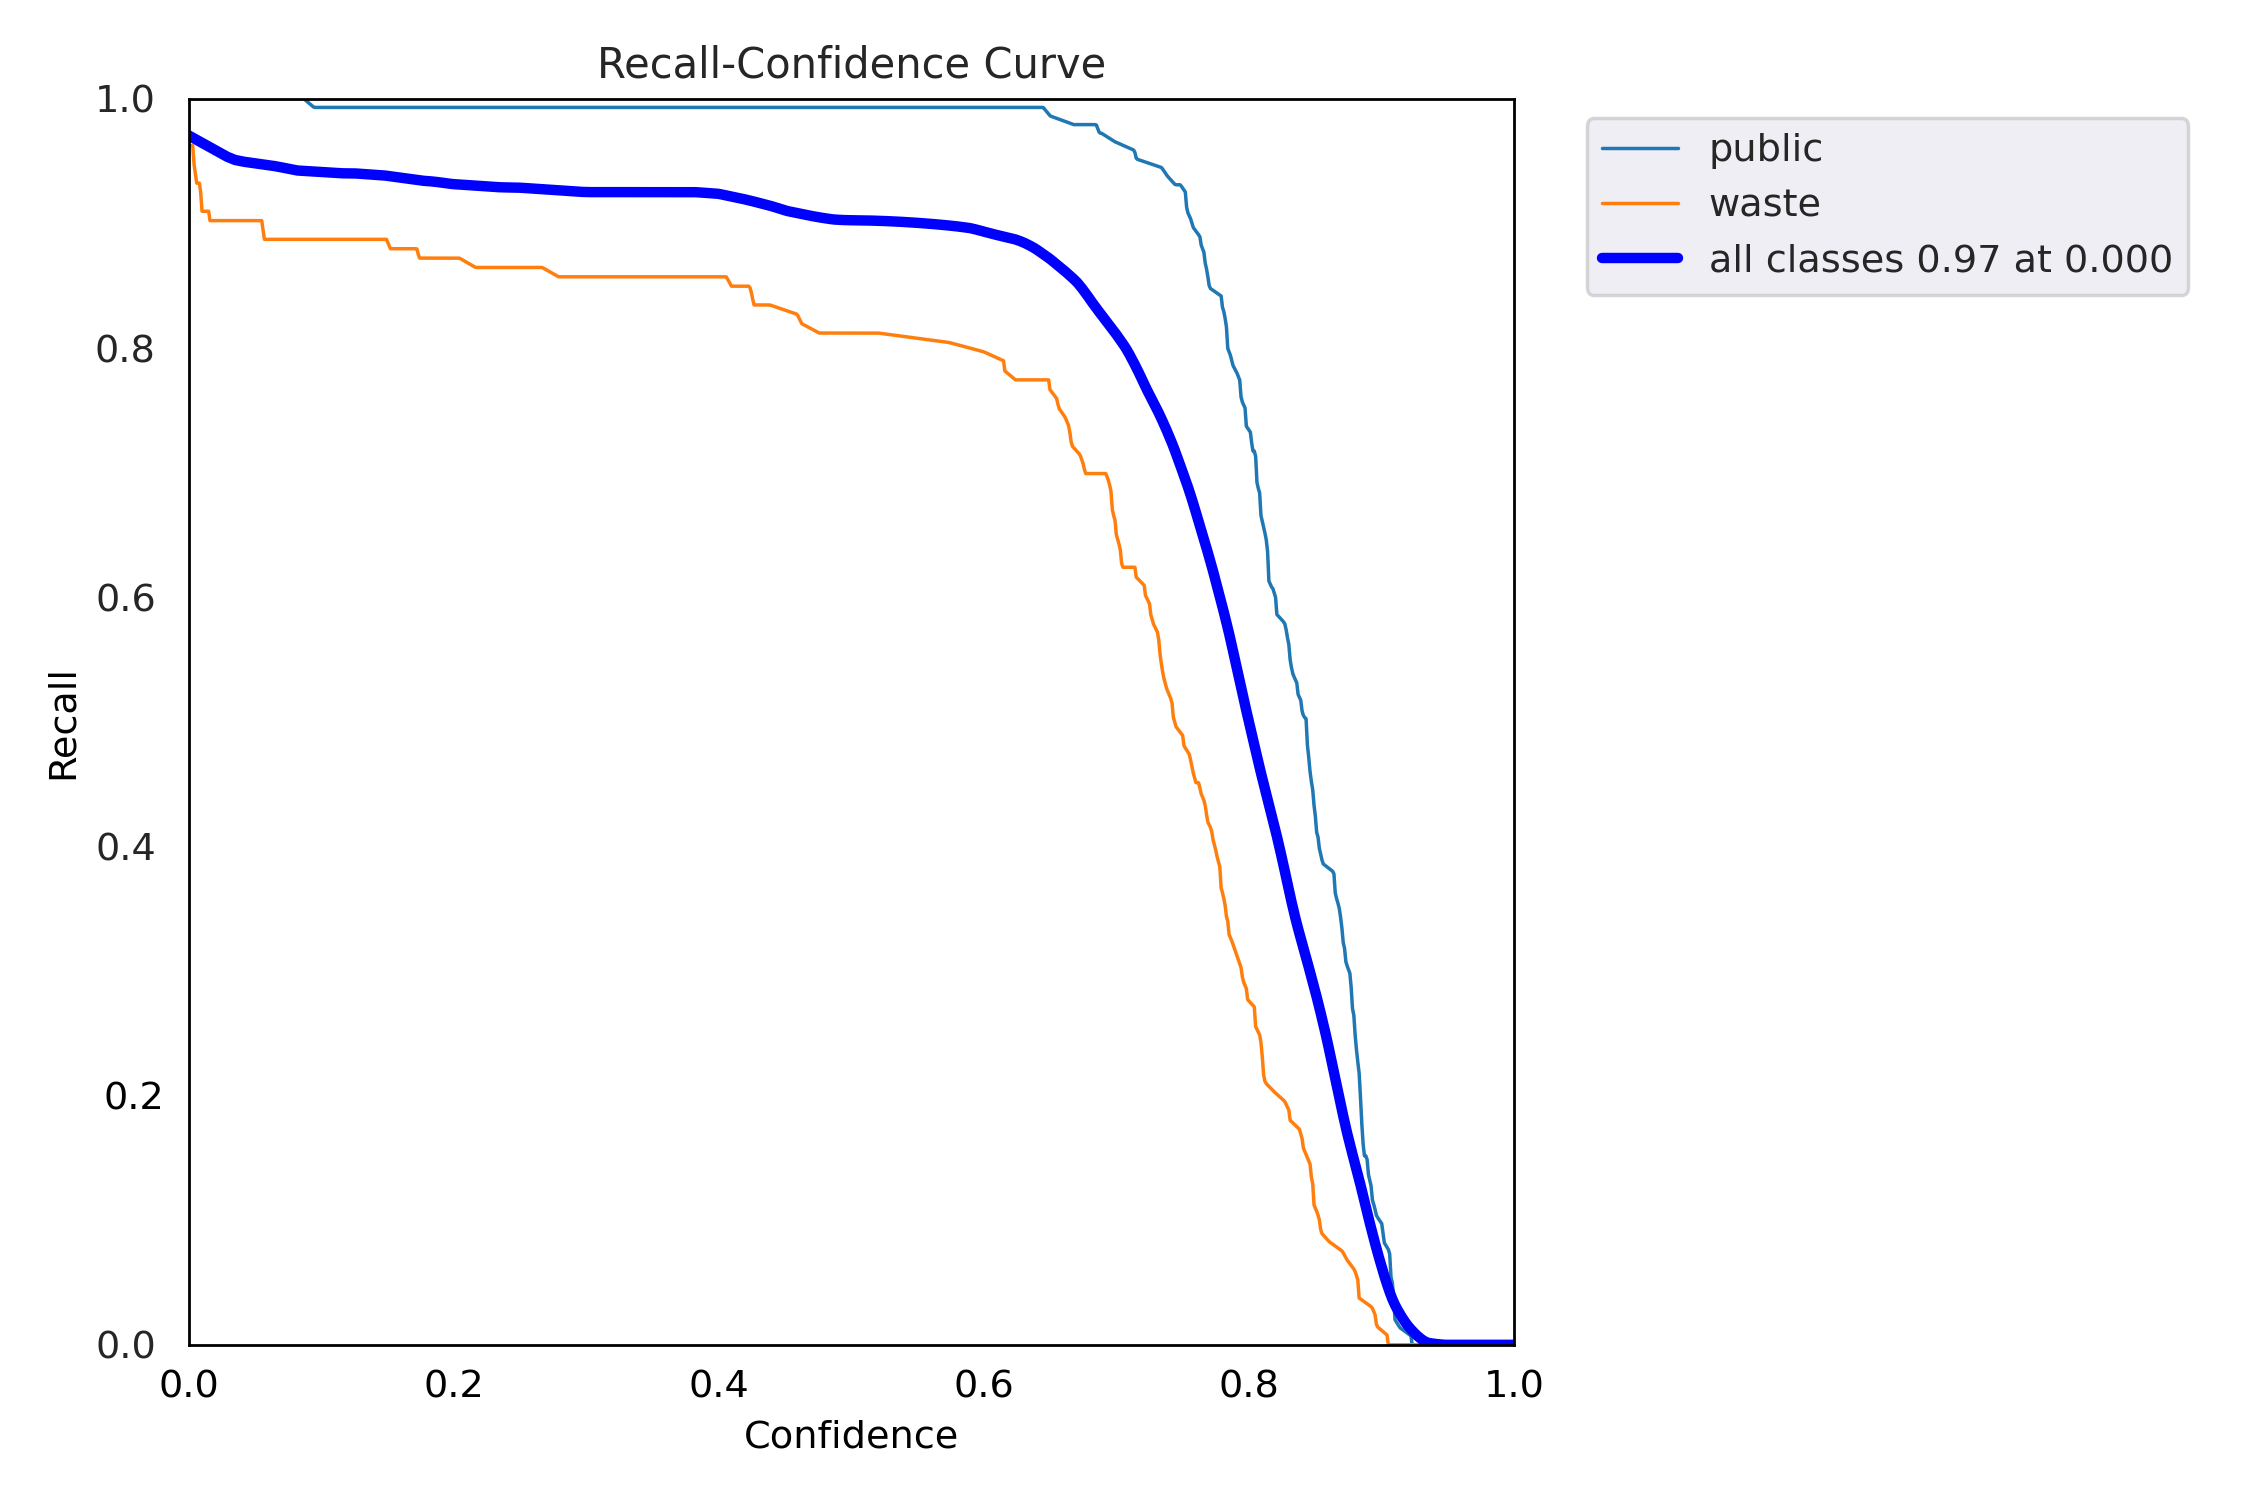 Recall-Confidence Curve
1.0
0.8
0.6
0.4
0.2
0.0
Recall
0.0 0.2 0.4 0.6 0.8 1.0
Confidence
public
waste
all classes 0.97 at 0.000